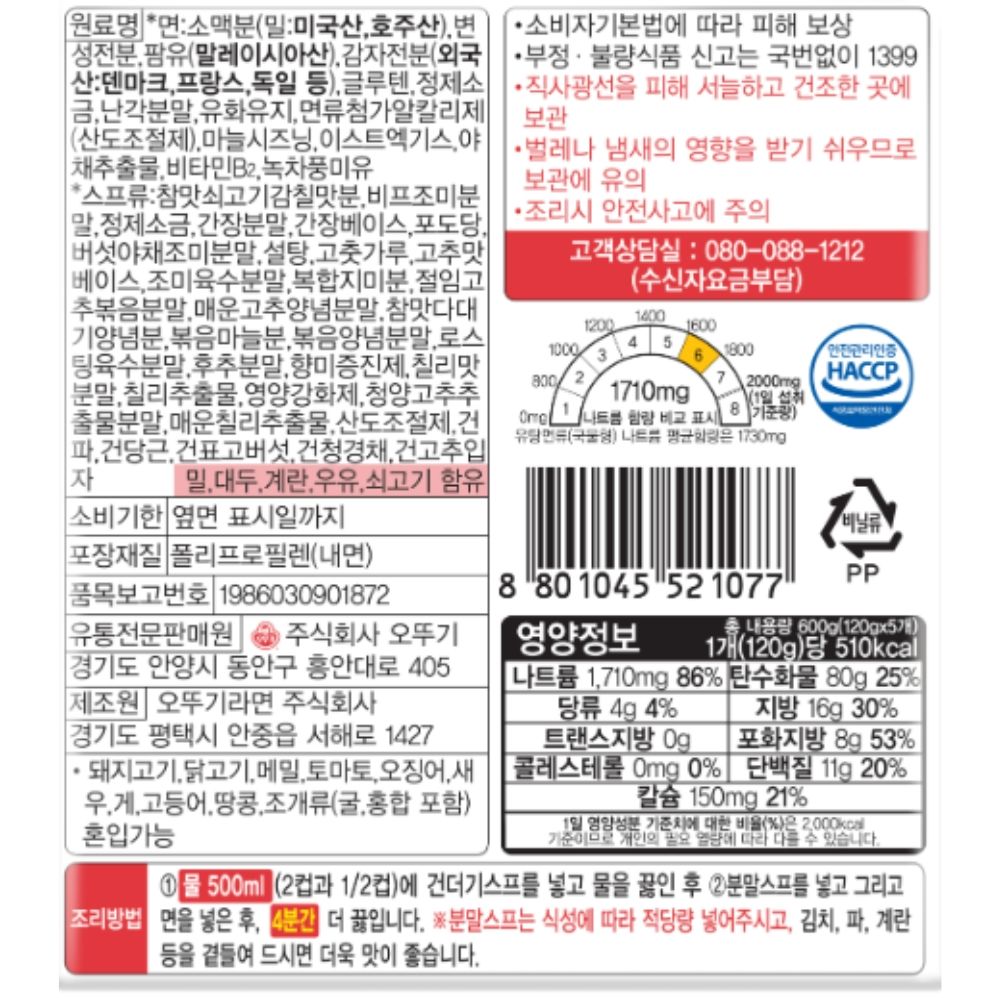 원료명 *면:소맥분(밀:미국산,호주산),변
성전분,팜유(말레이시아산),감자전분(외국
산:덴마크,프랑스,독일 등),글루텐,정제소
금,난각분말,유화유지,면류첨가알칼리제
(산도조절제),마늘시즈닝,이스트엑기스,야
채추출물,비타민B2,녹차풍미유
*스프류:참맛쇠고기감칠맛분,비프조미분
말,정제소금,간장분말,간장베이스,포도당,
버섯야채조미분말,설탕,고춧가루,고추맛
베이스,조미육수분말,복합지미분,절임고
추볶음분말,매운고추양념분말,참맛다대
기양념분,볶음마늘분,볶음양념분말,로스
팅육수분말,후추분말,향미증진제,칠리맛
분말,칠리추출물,영양강화제,청양고추추
출물분말,매운칠리추출물,산도조절제,건
파,건당근,건표고버섯,건청경채,건고추입
자 밀,대두,계란,우유,쇠고기 함유
소비기한 옆면 표시일까지
포장재질 폴리프로필렌(내면)
품목보고번호 1986030901872
유통전문판매원 주식회사 오뚜기
경기도 안양시 동안구 흥안대로 405
제조원 오뚜기라면 주식회사
경기도 평택시 안중읍 서해로 1427
• 돼지고기,닭고기,메밀,토마토,오징어,새
우,게,고등어,땅콩,조개류(굴,홍합 포함)
혼입가능
•소비자기본법에 따라 피해 보상
•부정·불량식품 신고는 국번없이 1399
•직사광선을 피해 서늘하고 건조한 곳에
보관
•벌레나 냄새의 영향을 받기 쉬우므로
보관에 유의
•조리시 안전사고에 주의
고객상담실 : 080-088-1212
(수신자요금부담)
0mg 800 1000 1200 1400 1600 1800 2000mg
(1일 섭취
기준량)
1 2 3 4 5 6 7 8
1710mg
나트륨 함량 비교 표시
유탕면류(국물형) 나트륨 평균함량은 1730mg
안전관리인증
HACCP
비닐류
PP
8 801045 521077
영양정보
총 내용량 600g(120gx5개)
1개(120g)당 510kcal
나트륨 1,710mg 86% 탄수화물 80g 25%
당류 4g 4% 지방 16g 30%
트랜스지방 0g 포화지방 8g 53%
콜레스테롤 0mg 0% 단백질 11g 20%
칼슘 150mg 21%
1일 영양성분 기준치에 대한 비율(%)은 2,000kcal
기준이므로 개인의 필요 열량에 따라 다를 수 있습니다.
조리방법
① 물 500ml (2컵과 1/2컵)에 건더기스프를 넣고 물을 끓인 후 ②분말스프를 넣고 그리고
면을 넣은 후, 4분간 더 끓입니다. ※분말스프는 식성에 따라 적당량 넣어주시고, 김치, 파, 계란
등을 곁들여 드시면 더욱 맛이 좋습니다.